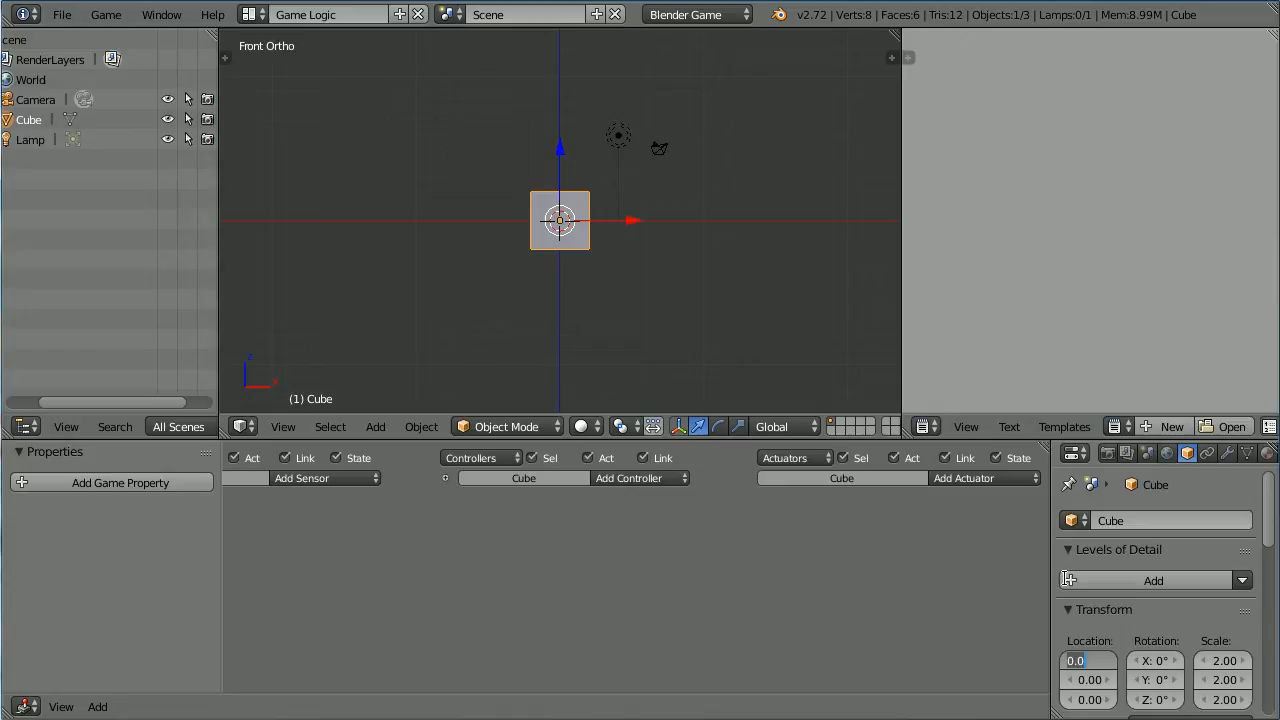 File Game Window Help Game Logic Scene Blender Game v2.72 | Verts:8 | Faces:6 | Tris:12 | Objects:1/3 | Lamps:0/1 | Mem:8.99M | Cube
cene
RenderLayers |
World
Camera |
Cube |
Lamp |
Front Ortho
z
x
(1) Cube
View Search All Scenes
View Select Add Object Object Mode Global
View Text Templates New Open
Properties
Add Game Property
Act Link State Controllers Sel Act Link Actuators Sel Act Link State
Add Sensor Cube Add Controller Cube Add Actuator
Cube
Cube
Levels of Detail
Add
Transform
Location: Rotation: Scale:
0.0 X: 0° 2.00
0.00 Y: 0° 2.00
0.00 Z: 0° 2.00
View Add